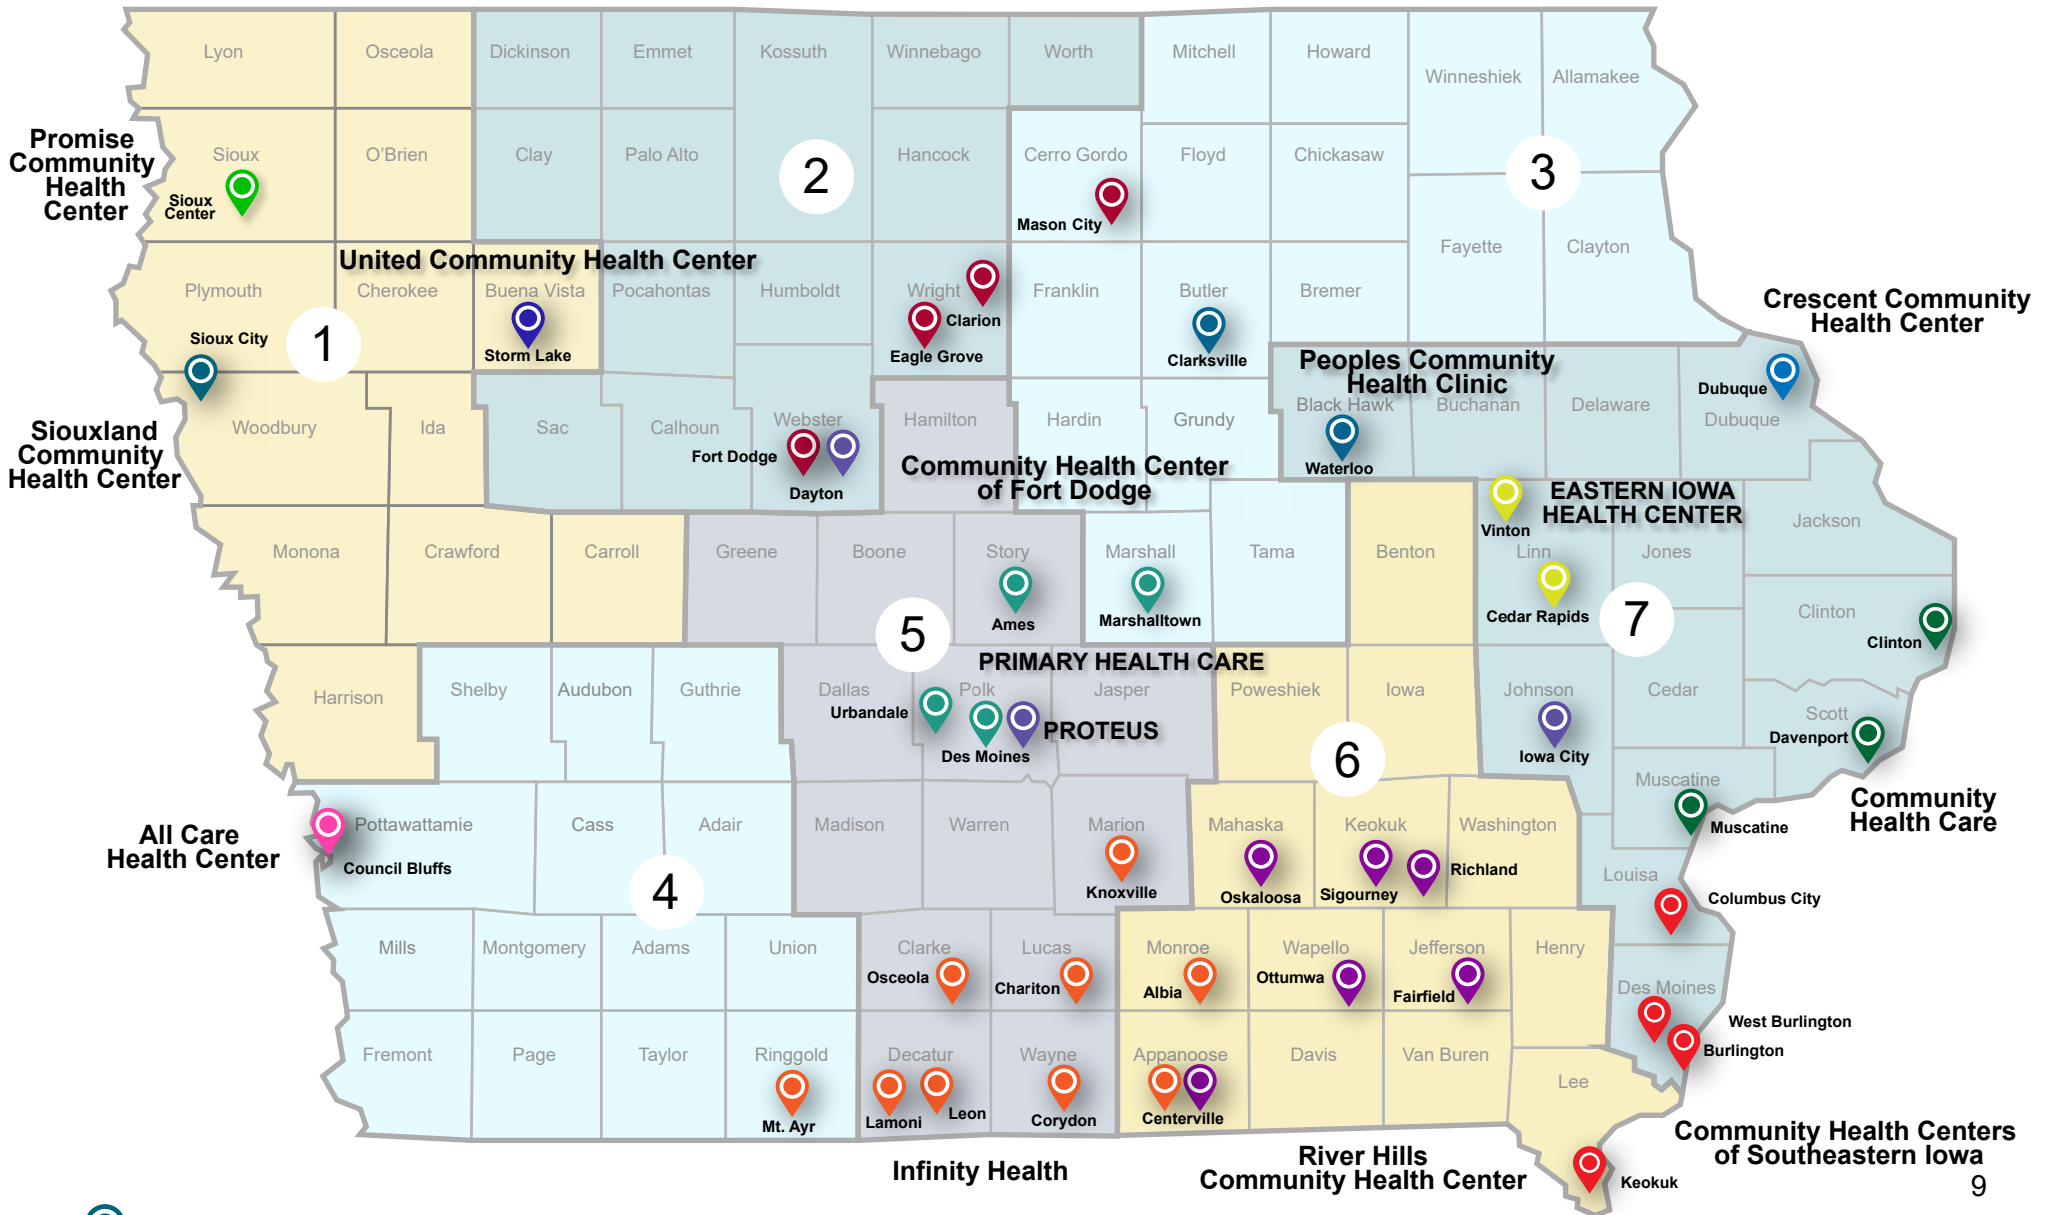 Lyon
Osceola
Dickinson
Emmet
Kossuth
Winnebago
Worth
Mitchell
Howard
Winneshiek
Allamakee
Promise
Community
Health
Center
Sioux
Sioux
Center
O'Brien
Clay
Palo Alto
2
Hancock
Cerro Gordo
Mason City
Floyd
Chickasaw
3
United Community Health Center
Plymouth
Cherokee
Buena Vista
Pocahontas
Humboldt
Wright
Clarion
Eagle Grove
Franklin
Butler
Clarksville
Bremer
Fayette
Clayton
Crescent Community
Health Center
Sioux City
1
Storm Lake
Peoples Community
Health Clinic
Black Hawk
Waterloo
Buchanan
Delaware
Dubuque
Dubuque
Siouxland
Community
Health Center
Woodbury
Ida
Sac
Calhoun
Webster
Fort Dodge
Dayton
Hamilton
Hardin
Grundy
Community Health Center
of Fort Dodge
EASTERN IOWA
HEALTH CENTER
Vinton
Linn
Cedar Rapids
Jones
Jackson
Monona
Crawford
Carroll
Greene
Boone
Story
Ames
Marshall
Marshalltown
Tama
Benton
7
Clinton
Clinton
5
PRIMARY HEALTH CARE
Harrison
Shelby
Audubon
Guthrie
Dallas
Urbandale
Polk
Des Moines
Jasper
PROTEUS
Poweshiek
Iowa
6
Johnson
Iowa City
Cedar
Scott
Davenport
Muscatine
Muscatine
Community
Health Care
All Care
Health Center
Pottawattamie
Council Bluffs
Cass
Adair
4
Madison
Warren
Marion
Knoxville
Mahaska
Oskaloosa
Keokuk
Sigourney
Washington
Richland
Louisa
Columbus City
Mills
Montgomery
Adams
Union
Clarke
Osceola
Lucas
Chariton
Monroe
Albia
Wapello
Ottumwa
Jefferson
Fairfield
Henry
Des Moines
West Burlington
Burlington
Fremont
Page
Taylor
Ringgold
Mt. Ayr
Decatur
Lamoni
Leon
Wayne
Corydon
Appanoose
Centerville
Davis
Van Buren
Lee
Keokuk
Infinity Health
River Hills
Community Health Center
Community Health Centers
of Southeastern Iowa
9